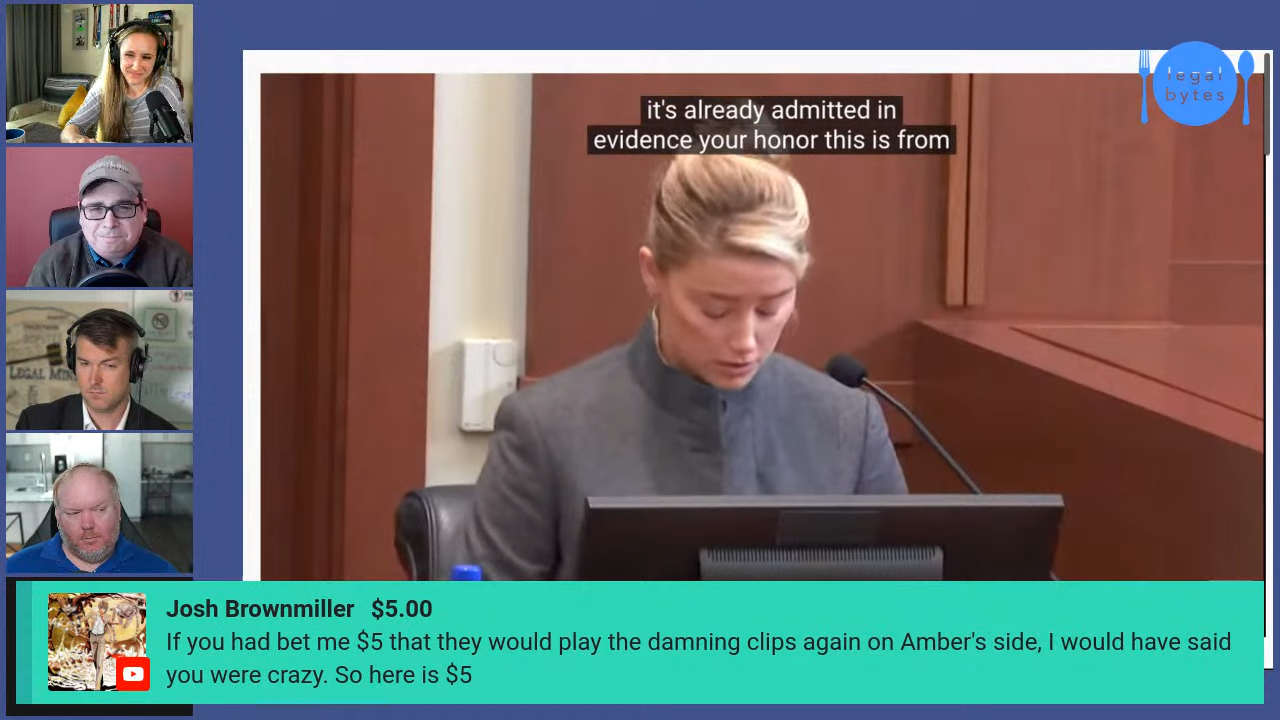 legal
bytes
it's already admitted in
evidence your honor this is from
LEGAL MIN
Josh Brownmiller $5.00
If you had bet me $5 that they would play the damning clips again on Amber's side, I would have said
you were crazy. So here is $5